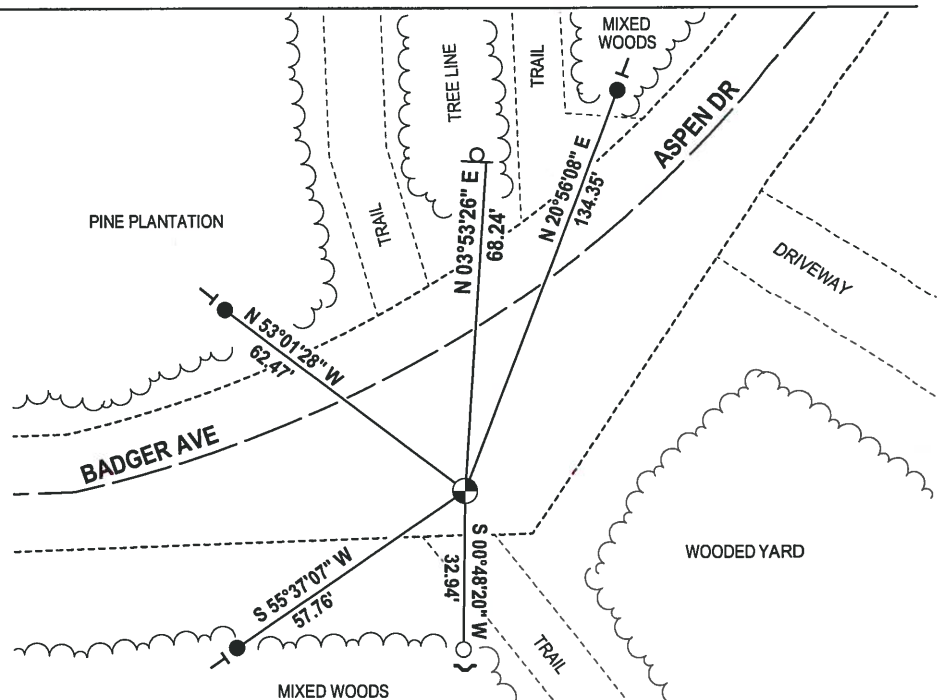 MIXED
WOODS
TREE LINE
TRAIL
ASPEN DR
N 20°56'08" E
134.35'
PINE PLANTATION
TRAIL
N 03°53'26" E
68.24'
DRIVEWAY
N 53°01'28" W
62.47'
BADGER AVE
S 55°37'07" W
57.76'
S 00°48'20" W
32.94'
WOODED YARD
TRAIL
MIXED WOODS